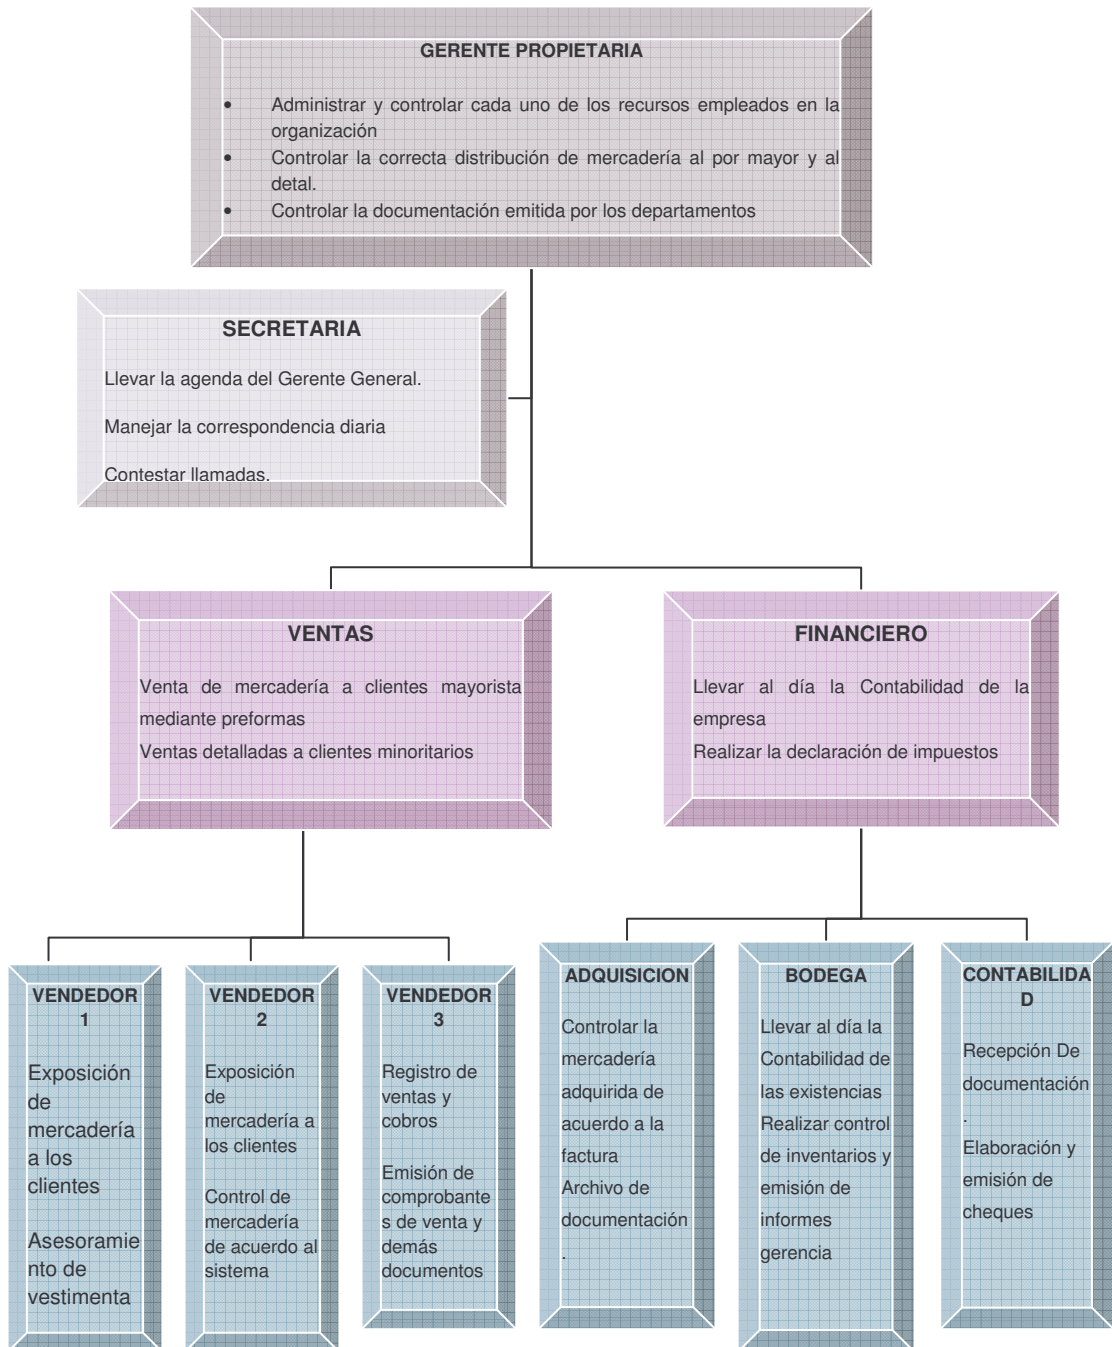 GERENTE PROPIETARIA
• Administrar y controlar cada uno de los recursos empleados en la
organización
• Controlar la correcta distribución de mercadería al por mayor y al
detal.
• Controlar la documentación emitida por los departamentos
SECRETARIA
Llevar la agenda del Gerente General.
Manejar la correspondencia diaria
Contestar llamadas.
VENTAS
Venta de mercadería a clientes mayorista
mediante preformas
Ventas detalladas a clientes minoritarios
FINANCIERO
Llevar al día la Contabilidad de la
empresa
Realizar la declaración de impuestos
VENDEDOR
1
Exposición
de
mercadería
a los
clientes
Asesoramie
nto de
vestimenta
VENDEDOR
2
Exposición
de
mercadería a
los clientes
Control de
mercadería
de acuerdo al
sistema
VENDEDOR
3
Registro de
ventas y
cobros
Emisión de
comprobante
s de venta y
demás
documentos
ADQUISICION
Controlar la
mercadería
adquirida de
acuerdo a la
factura
Archivo de
documentación
.
BODEGA
Llevar al día la
Contabilidad de
las existencias
Realizar control
de inventarios y
emisión de
informes
gerencia
CONTABILIDA
D
Recepción De
documentación
.
Elaboración y
emisión de
cheques